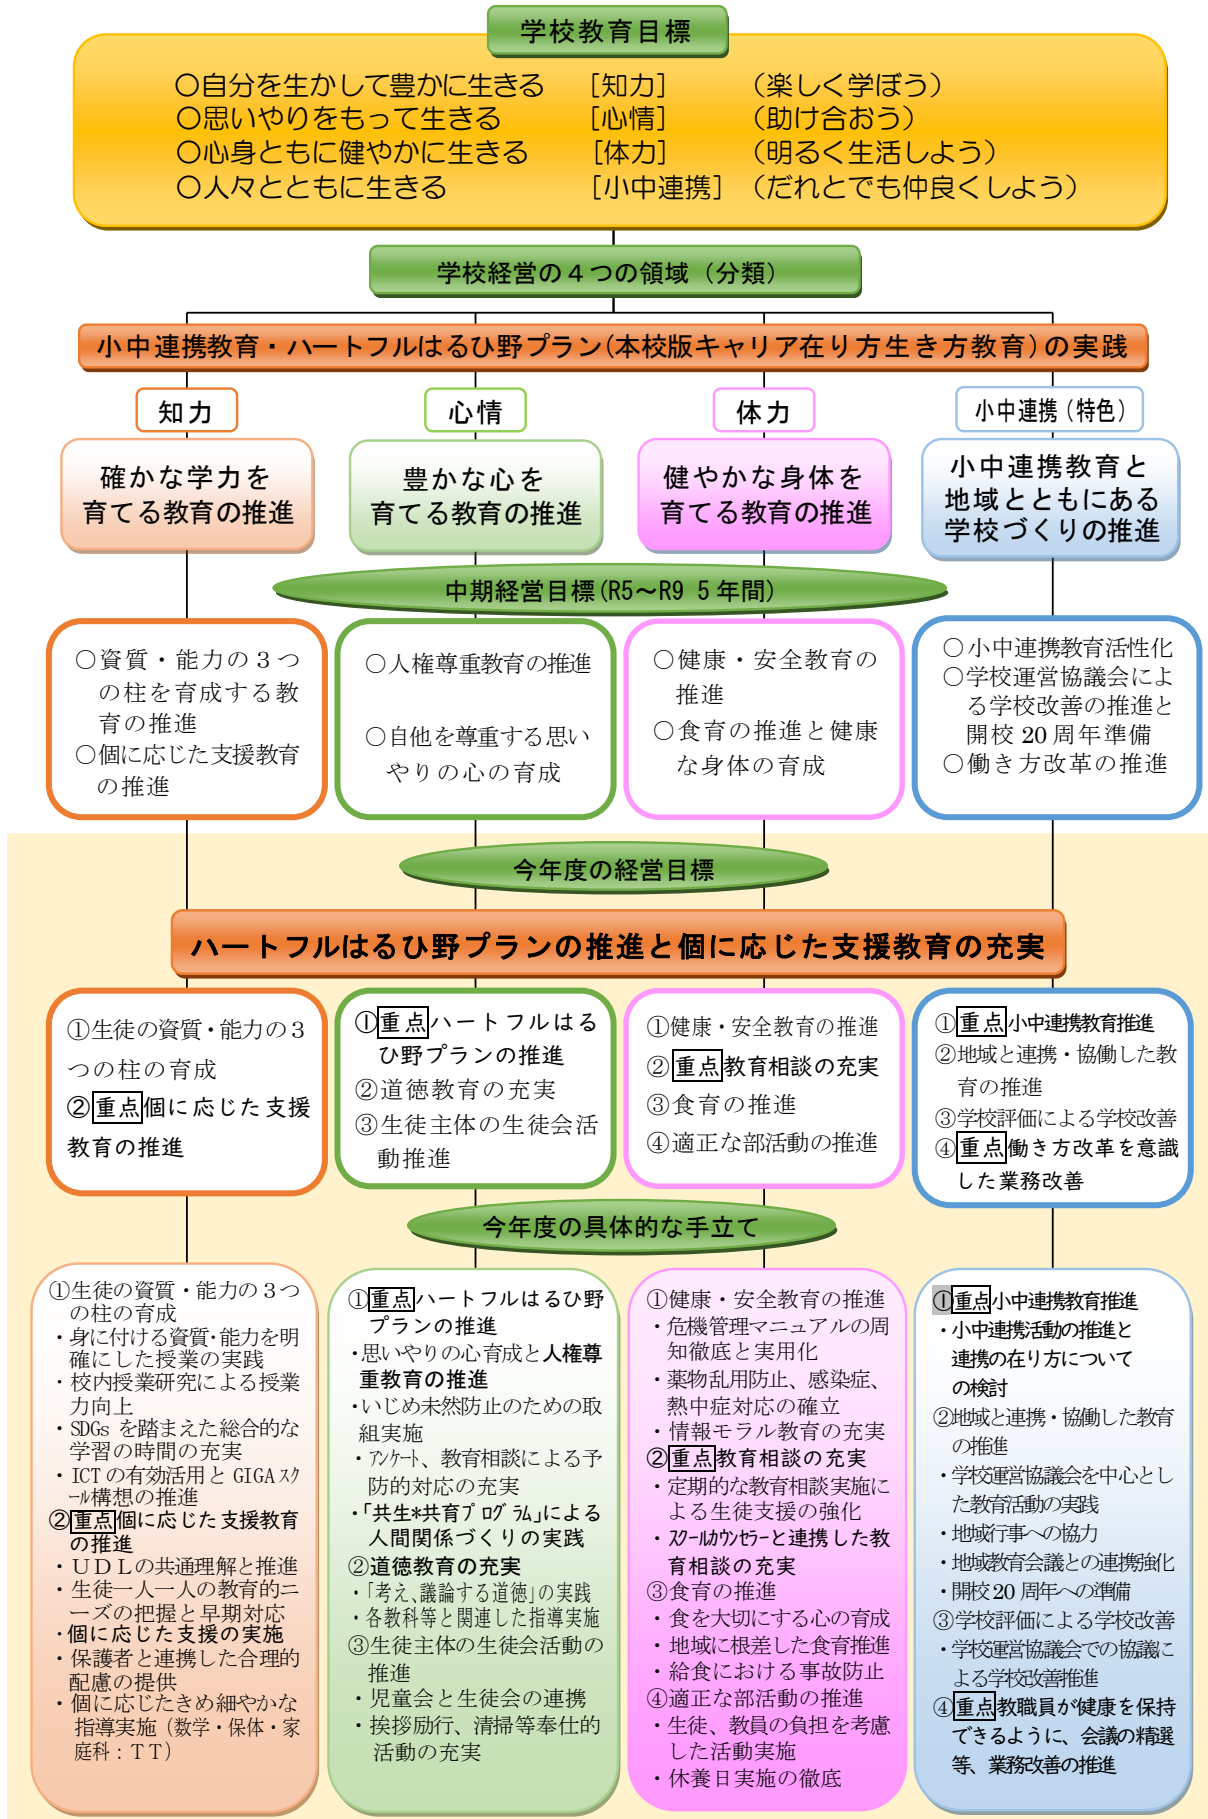 学校教育目標
○自分を生かして豊かに生きる　［知力］　（楽しく学ぼう）
○思いやりをもって生きる　［心情］　（助け合おう）
○心身ともに健やかに生きる　［体力］　（明るく生活しよう）
○人々とともに生きる　［小中連携］　（だれとでも仲良くしよう）
学校経営の４つの領域（分類）
小中連携教育・ハートフルはるひ野プラン(本校版キャリア在り方生き方教育)の実践
知力
確かな学力を
育てる教育の推進
心情
豊かな心を
育てる教育の推進
体力
健やかな身体を
育てる教育の推進
小中連携（特色）
小中連携教育と
地域とともにある
学校づくりの推進
中期経営目標(R5～R9 5年間)
○資質・能力の３つ
の柱を育成する教
育の推進
○個に応じた支援教育
の推進
○人権尊重教育の推進
○自他を尊重する思い
やりの心の育成
○健康・安全教育の
推進
○食育の推進と健康
な身体の育成
○小中連携教育活性化
○学校運営協議会によ
る学校改善の推進と
開校 20 周年準備
○働き方改革の推進
今年度の経営目標
ハートフルはるひ野プランの推進と個に応じた支援教育の充実
①生徒の資質・能力の３
つの柱の育成
②重点個に応じた支援
教育の推進
①重点ハートフルはる
ひ野プランの推進
②道徳教育の充実
③生徒主体の生徒会活
動推進
①健康・安全教育の推進
②重点教育相談の充実
③食育の推進
④適正な部活動の推進
①重点小中連携教育推進
②地域と連携・協働した教
育の推進
③学校評価による学校改善
④重点働き方改革を意識
した業務改善
今年度の具体的な手立て
①生徒の資質・能力の３つ
の柱の育成
・身に付ける資質・能力を明
確にした授業の実践
・校内授業研究による授業
力向上
・SDGs を踏まえた総合的な
学習の時間の充実
・ICT の有効活用と GIGA ｽｸ
ｰﾙ構想の推進
②重点個に応じた支援教育
の推進
・ＵＤＬの共通理解と推進
・生徒一人一人の教育的ニ
ーズの把握と早期対応
・個に応じた支援の実施
・保護者と連携した合理的
配慮の提供
・個に応じたきめ細やかな
指導実施（数学・保体・家
庭科：ＴＴ）
①重点ハートフルはるひ野
プランの推進
・思いやりの心育成と人権尊
重教育の推進
・いじめ未然防止のための取
組実施
・ｱﾝｹｰﾄ、教育相談による予
防的対応の充実
・「共生*共育ﾌﾟﾛｸﾞﾗﾑ」による
人間関係づくりの実践
②道徳教育の充実
・「考え､議論する道徳」の実践
・各教科等と関連した指導実施
③生徒主体の生徒会活動の
推進
・児童会と生徒会の連携
・挨拶励行、清掃等奉仕的
活動の充実
①健康・安全教育の推進
・危機管理マニュアルの周
知徹底と実用化
・薬物乱用防止、感染症、
熱中症対応の確立
・情報モラル教育の充実
②重点教育相談の充実
・定期的な教育相談実施に
よる生徒支援の強化
・ｽｸｰﾙｶｳﾝｾﾗｰと連携した教
育相談の充実
③食育の推進
・食を大切にする心の育成
・地域に根差した食育推進
・給食における事故防止
④適正な部活動の推進
・生徒、教員の負担を考慮
した活動実施
・休養日実施の徹底
①重点小中連携教育推進
・小中連携活動の推進と
連携の在り方について
の検討
②地域と連携・協働した教育
の推進
・学校運営協議会を中心とし
た教育活動の実践
・地域行事への協力
・地域教育会議との連携強化
・開校 20 周年への準備
③学校評価による学校改善
・学校運営協議会での協議に
よる学校改善推進
④重点教職員が健康を保持
できるように、会議の精選
等、業務改善の推進